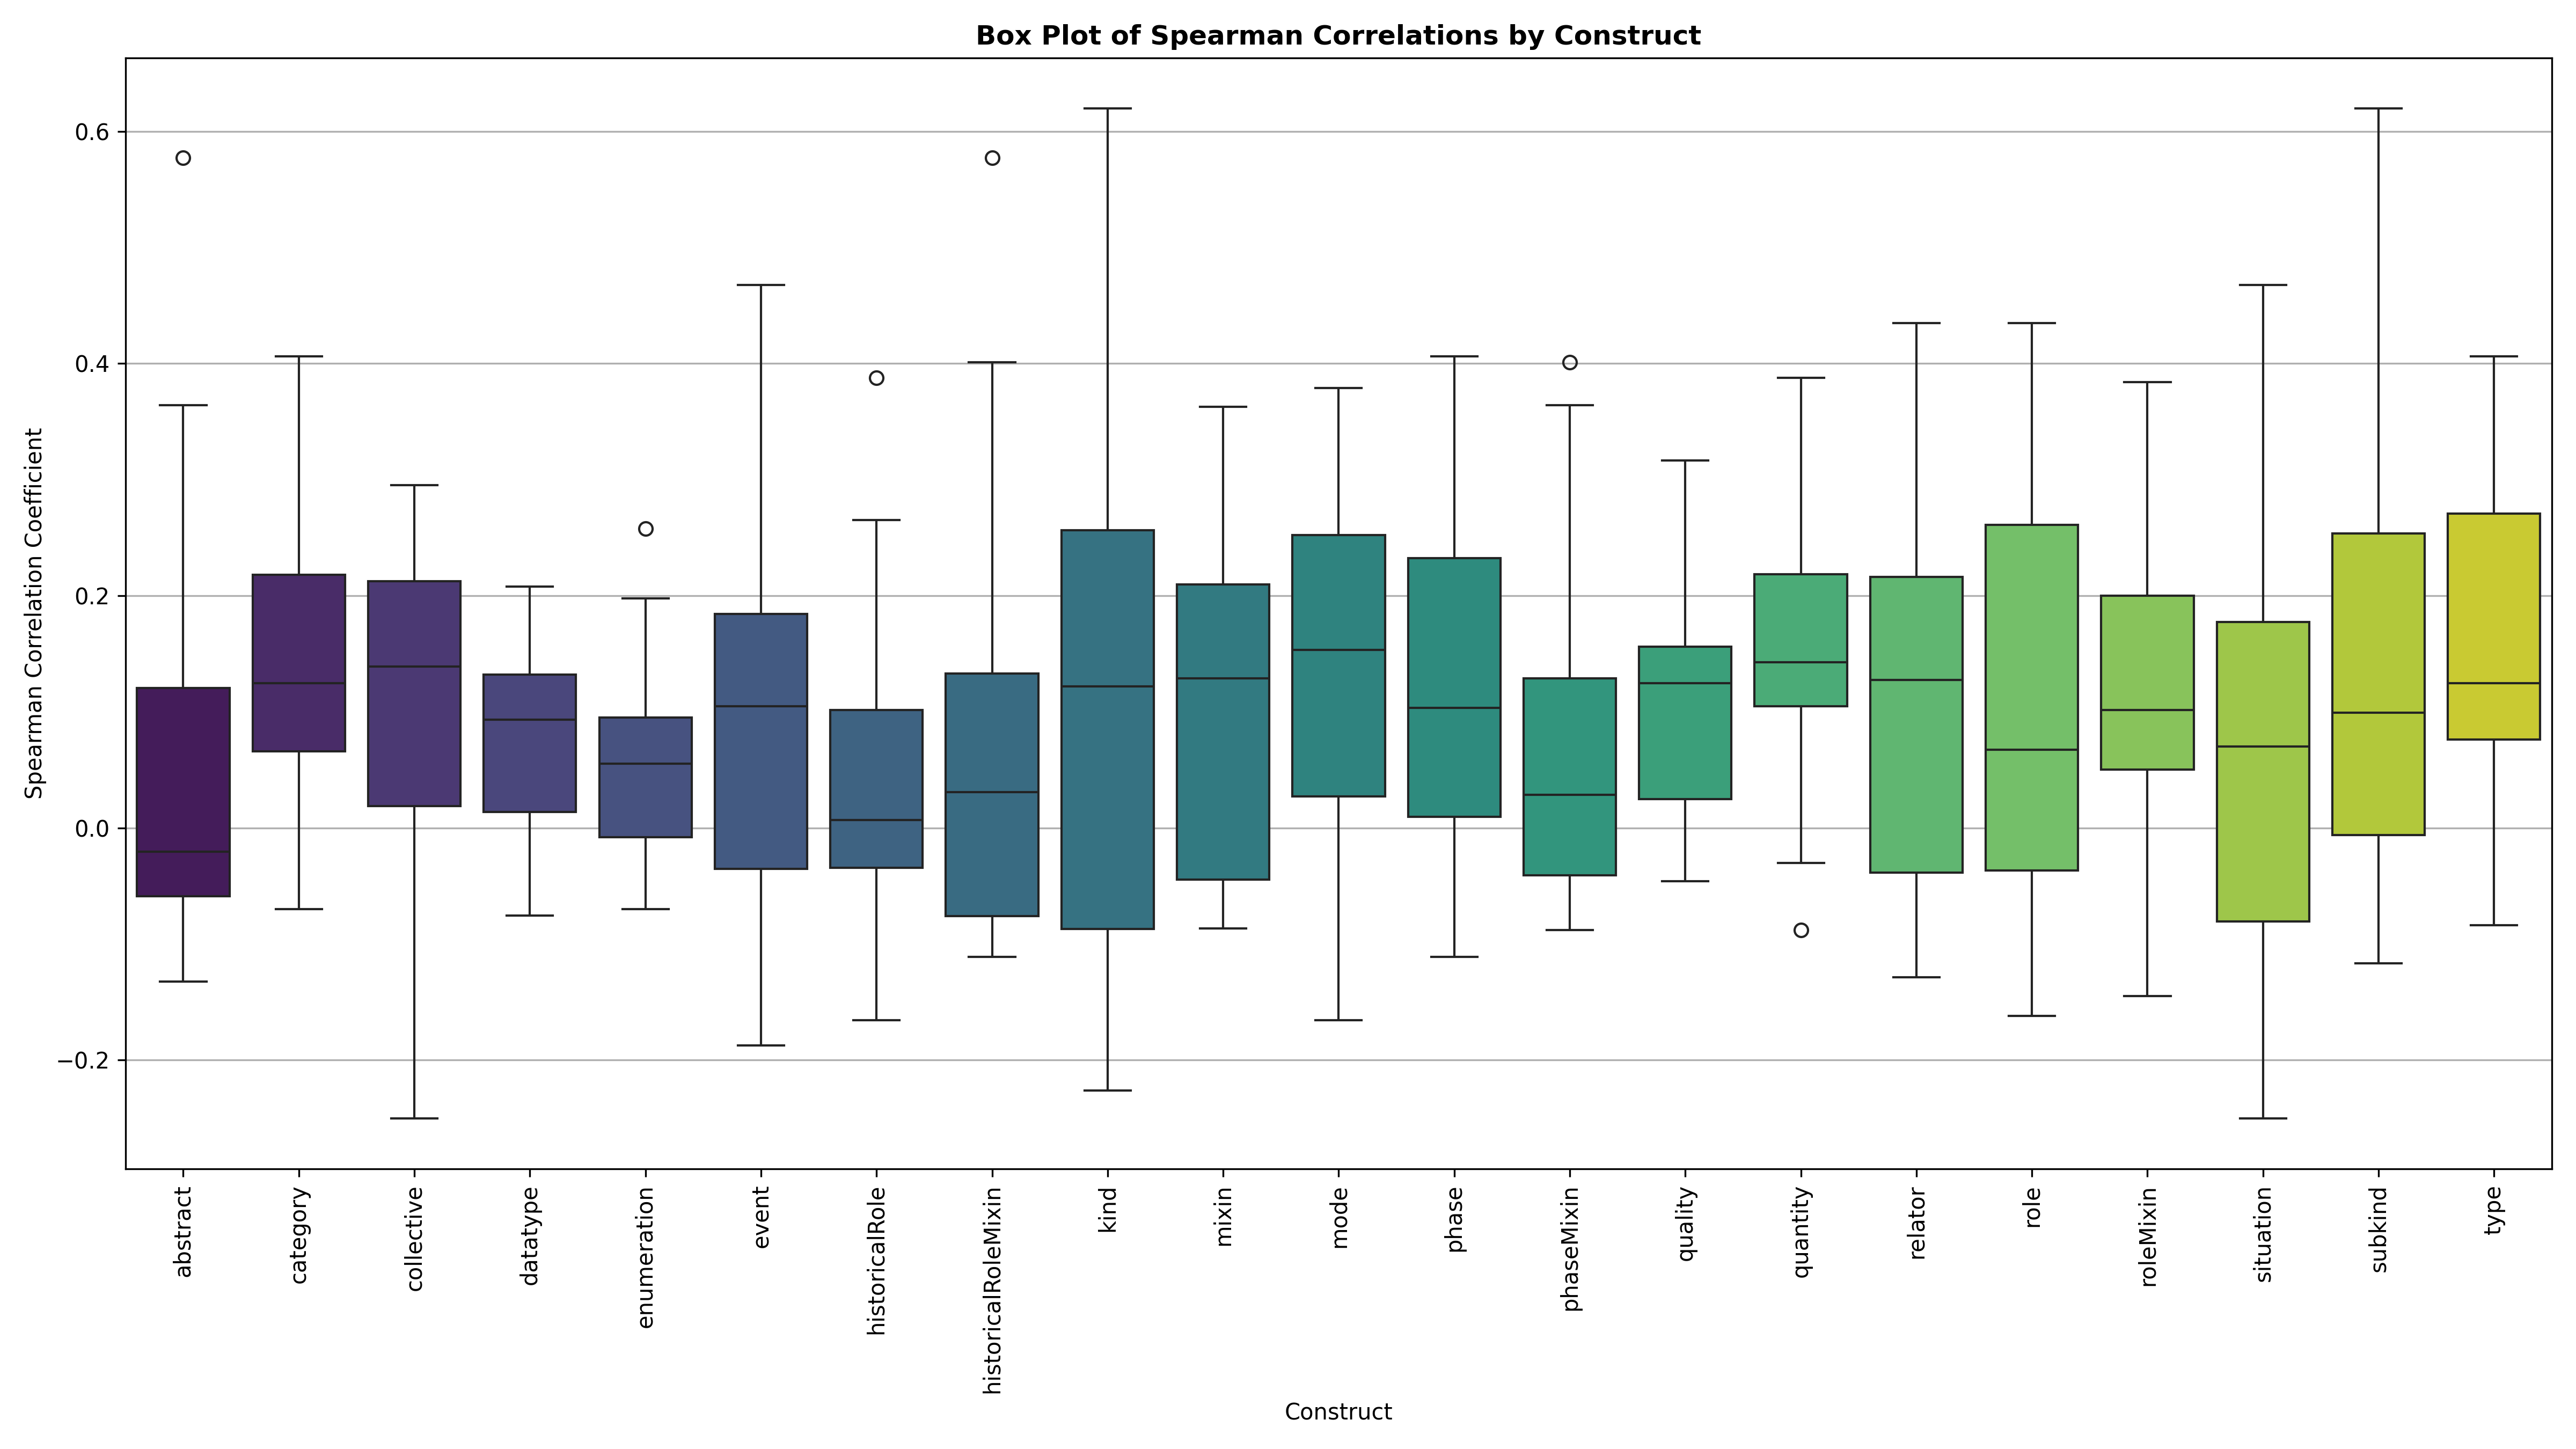 Box Plot of Spearman Correlations by Construct
Spearman Correlation Coefficient
0.6
0.4
0.2
0.0
−0.2
abstract
category
collective
datatype
enumeration
event
historicalRole
historicalRoleMixin
kind
mixin
mode
phase
phaseMixin
quality
quantity
relator
role
roleMixin
situation
subkind
type
Construct